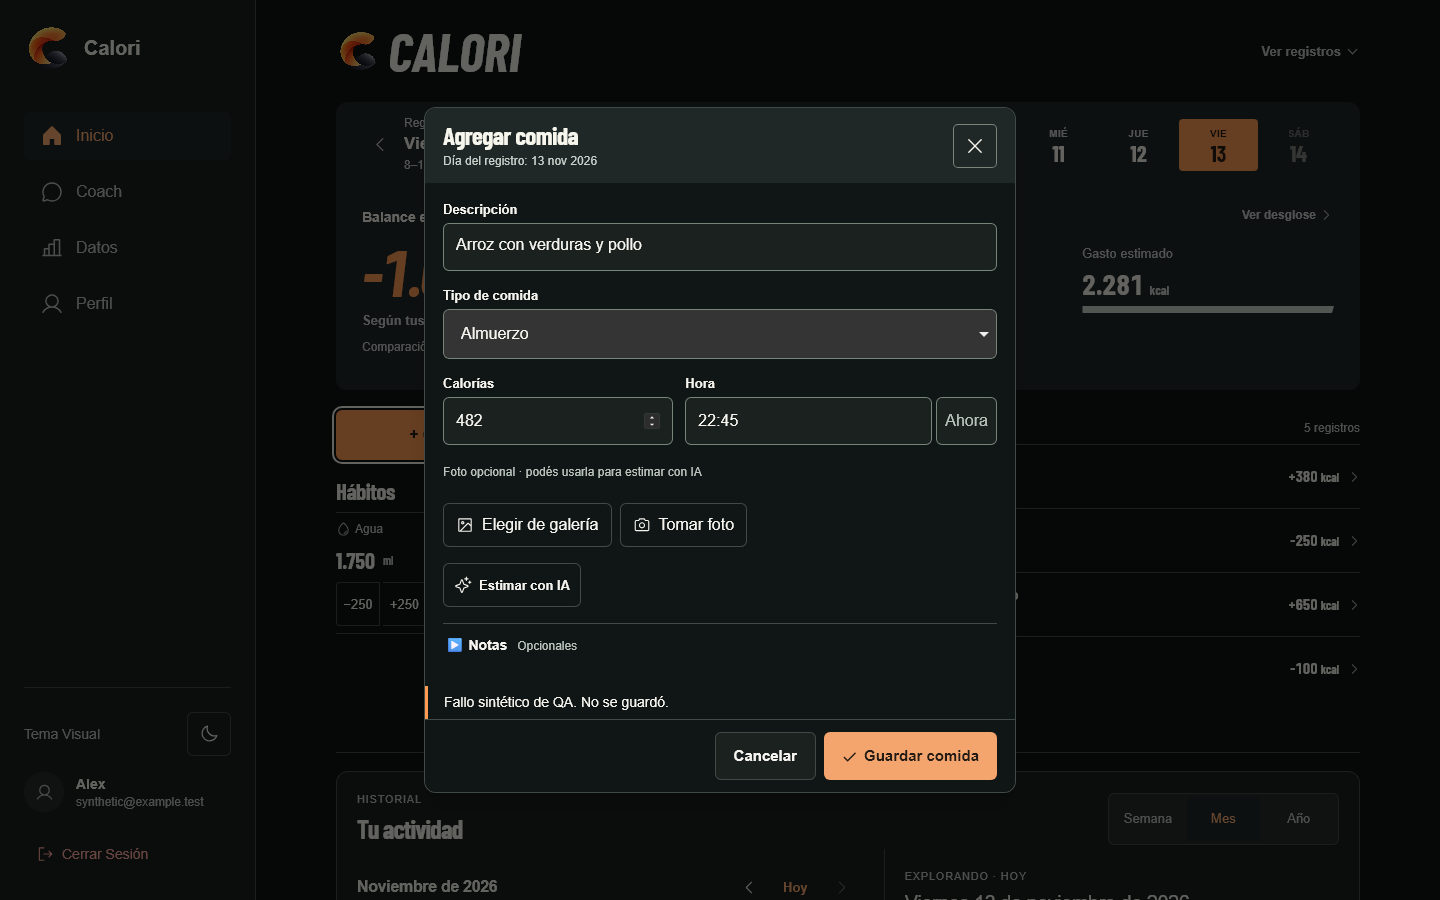 Calori
Inicio
Coach
Datos
Perfil
Tema Visual
Alex
synthetic@example.test
Cerrar Sesión
CALORI
Ver registros
MIÉ
11
JUE
12
VIE
13
SÁB
14
Balance
Ver desglose
Gasto estimado
2.281 kcal
Según tus
Hábitos
Agua
1.750 ml
−250
+250
5 registros
+380 kcal
-250 kcal
+650 kcal
-100 kcal
HISTORIAL
Tu actividad
Semana
Mes
Año
Noviembre de 2026
Hoy
EXPLORANDO · HOY
Viernes 13 de noviembre de 2026
Agregar comida
Día del registro: 13 nov 2026
Descripción
Arroz con verduras y pollo
Tipo de comida
Almuerzo
Calorías
482
Hora
22:45
Ahora
Foto opcional · podés usarla para estimar con IA
Elegir de galería
Tomar foto
Estimar con IA
Notas Opcionales
Fallo sintético de QA. No se guardó.
Cancelar
Guardar comida